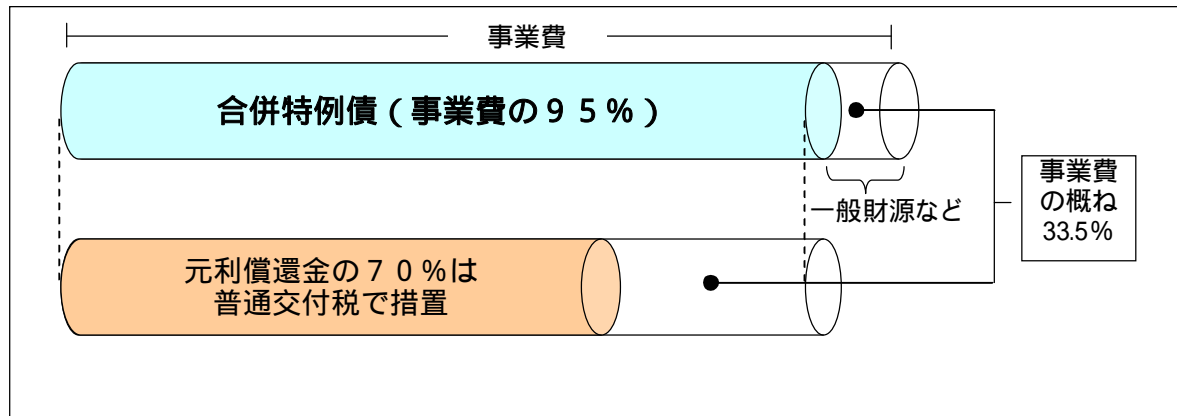 事業費
合併特例債（事業費の９５％）
一般財源など
事業費
の概ね
33.5%
元利償還金の７０％は
普通交付税で措置